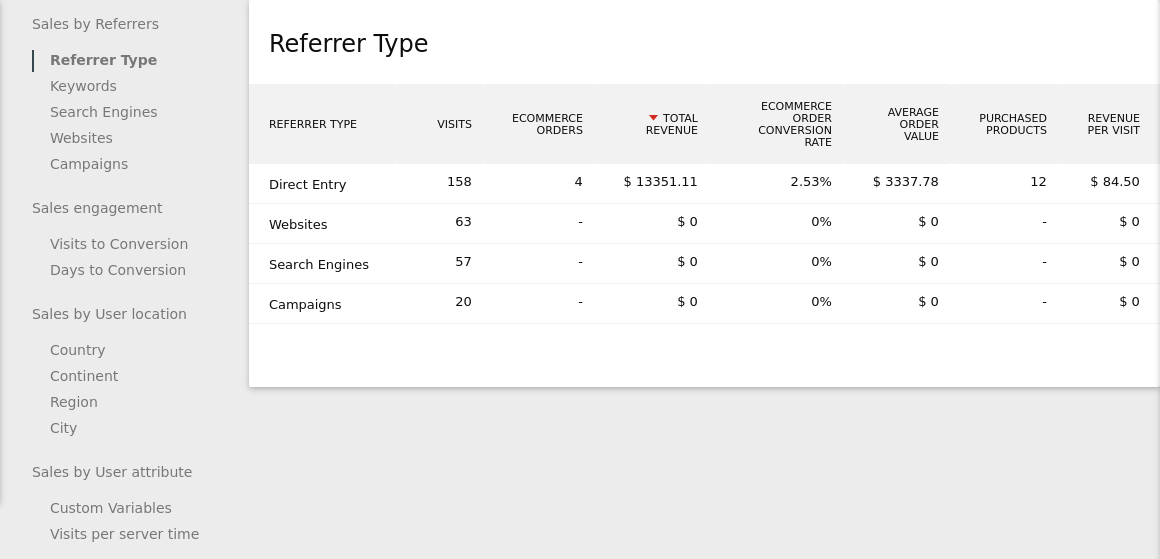 Sales by Referrers
Referrer Type
Keywords
Search Engines
Websites
Campaigns
Sales engagement
Visits to Conversion
Days to Conversion
Sales by User location
Country
Continent
Region
City
Sales by User attribute
Custom Variables
Visits per server time
Referrer Type
REFERRER TYPE VISITS ECOMMERCE ORDERS TOTAL REVENUE ECOMMERCE ORDER CONVERSION RATE AVERAGE ORDER VALUE PURCHASED PRODUCTS REVENUE PER VISIT
Direct Entry 158 4 $ 13351.11 2.53% $ 3337.78 12 $ 84.50
Websites 63 - $ 0 0% $ 0 - $ 0
Search Engines 57 - $ 0 0% $ 0 - $ 0
Campaigns 20 - $ 0 0% $ 0 - $ 0